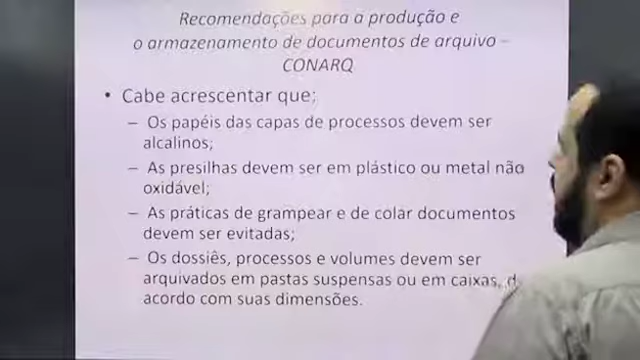 Recomendações para a produção e
o armazenamento de documentos de arquivo –
CONARQ
• Cabe acrescentar que:
– Os papéis das capas de processos devem ser
alcalinos;
– As presilhas devem ser em plástico ou metal não
oxidável;
– As práticas de grampear e de colar documentos
devem ser evitadas;
– Os dossiês, processos e volumes devem ser
arquivados em pastas suspensas ou em caixas, d
acordo com suas dimensões.